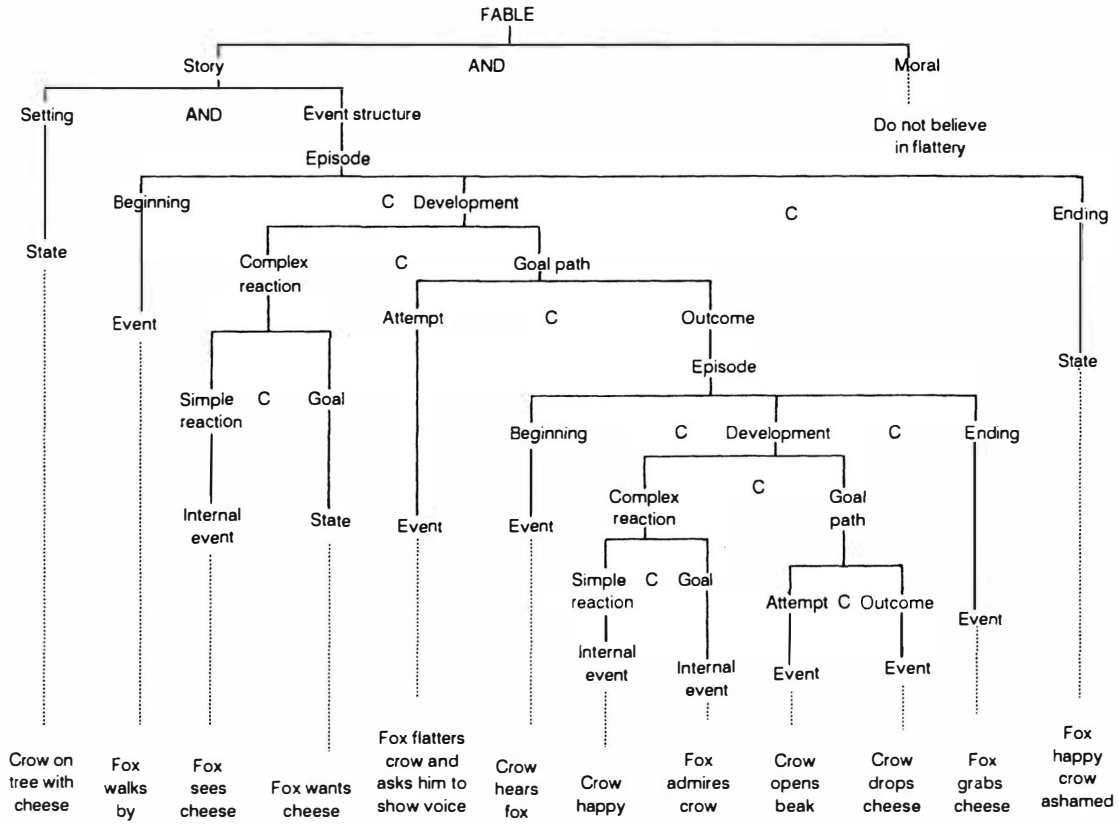 FABLE
Story AND Moral
Setting AND Event structure
Do not believe
in flattery
Episode
Beginning C Development C Ending
State
Complex
reaction
C Goal path
Event Attempt C Outcome
Episode State
Simple
reaction
C Goal
Beginning C Development C Ending
Internal
event
State Event Event
Complex
reaction
C Goal
path
Simple
reaction
C Goal
Attempt C Outcome
Event
Internal
event
Internal
event
Event Event
Crow on
tree with
cheese
Fox
walks
by
Fox
sees
cheese
Fox wants
cheese
Fox flatters
crow and
asks him to
show voice
Crow
hears
fox
Crow
happy
Fox
admires
crow
Crow
opens
beak
Crow
drops
cheese
Fox
grabs
cheese
Fox
happy
crow
ashamed